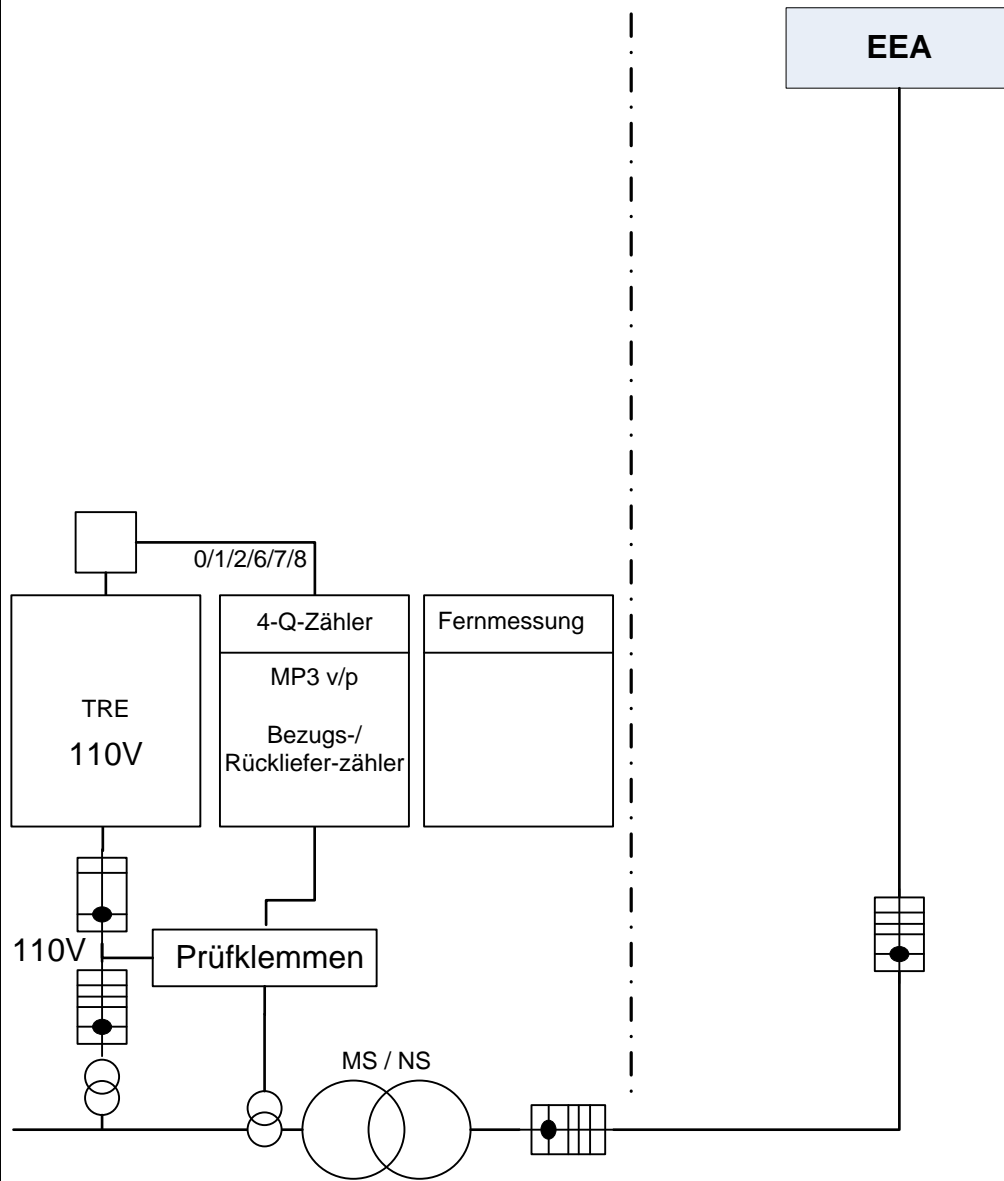 EEA
0/1/2/6/7/8
4-Q-Zähler
Fernmessung
MP3 v/p
TRE
110V
Bezugs-/
Rückliefer-zähler
110V
Prüfklemmen
MS / NS